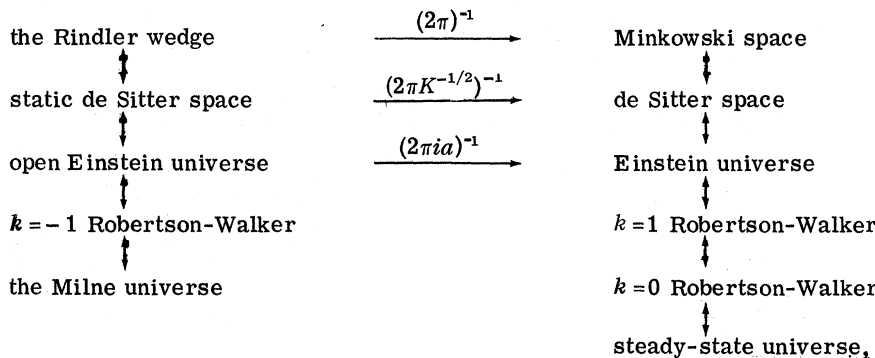 the Rindler wedge (2π)⁻¹ Minkowski space
static de Sitter space (2πK⁻¹/²)⁻¹ de Sitter space
open Einstein universe (2πia)⁻¹ Einstein universe
k=−1 Robertson-Walker k=1 Robertson-Walker
the Milne universe k=0 Robertson-Walker
steady-state universe,